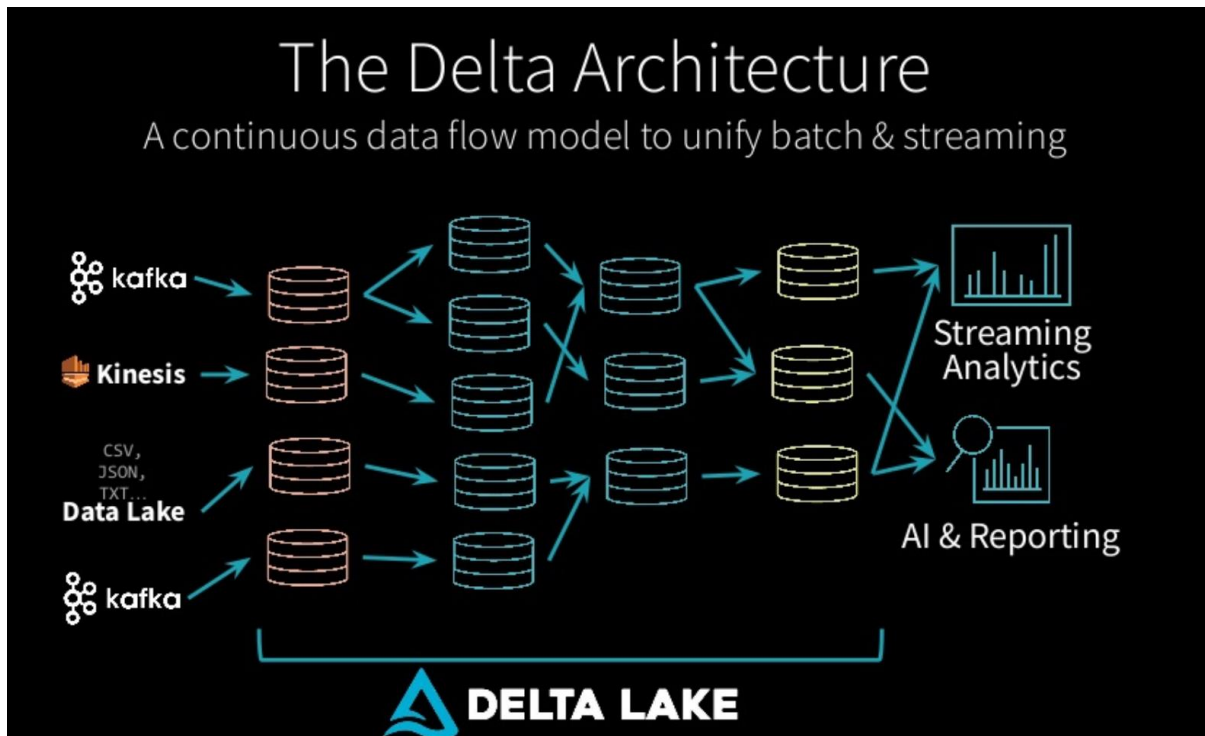 The Delta Architecture
A continuous data flow model to unify batch & streaming
kafka
Kinesis
CSV,
JSON,
TXT...
Data Lake
kafka
Streaming
Analytics
AI & Reporting
DELTA LAKE